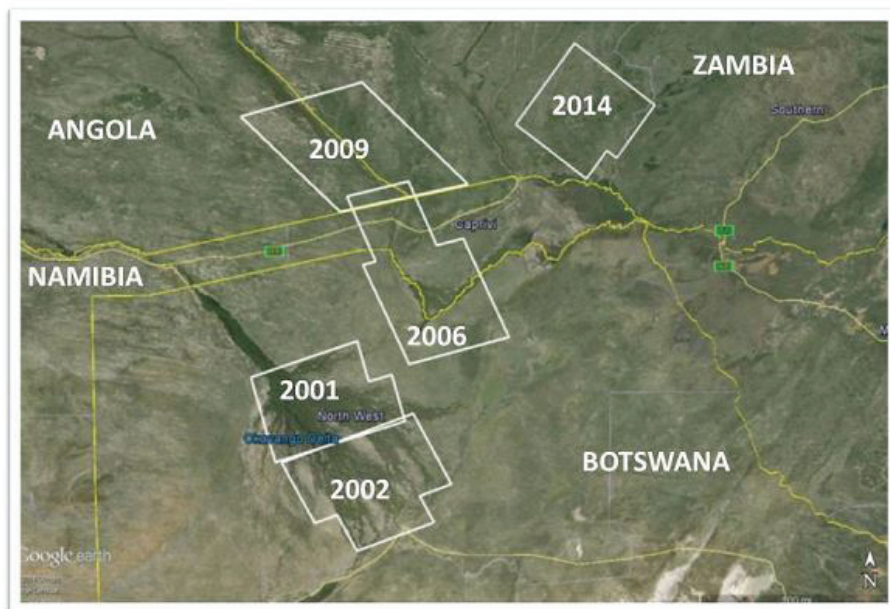 ZAMBIA
2014
Southern
ANGOLA
2009
Caprivi
NAMIBIA
2006
2001
North West
Okavango Delta
BOTSWANA
2002
Google earth
N